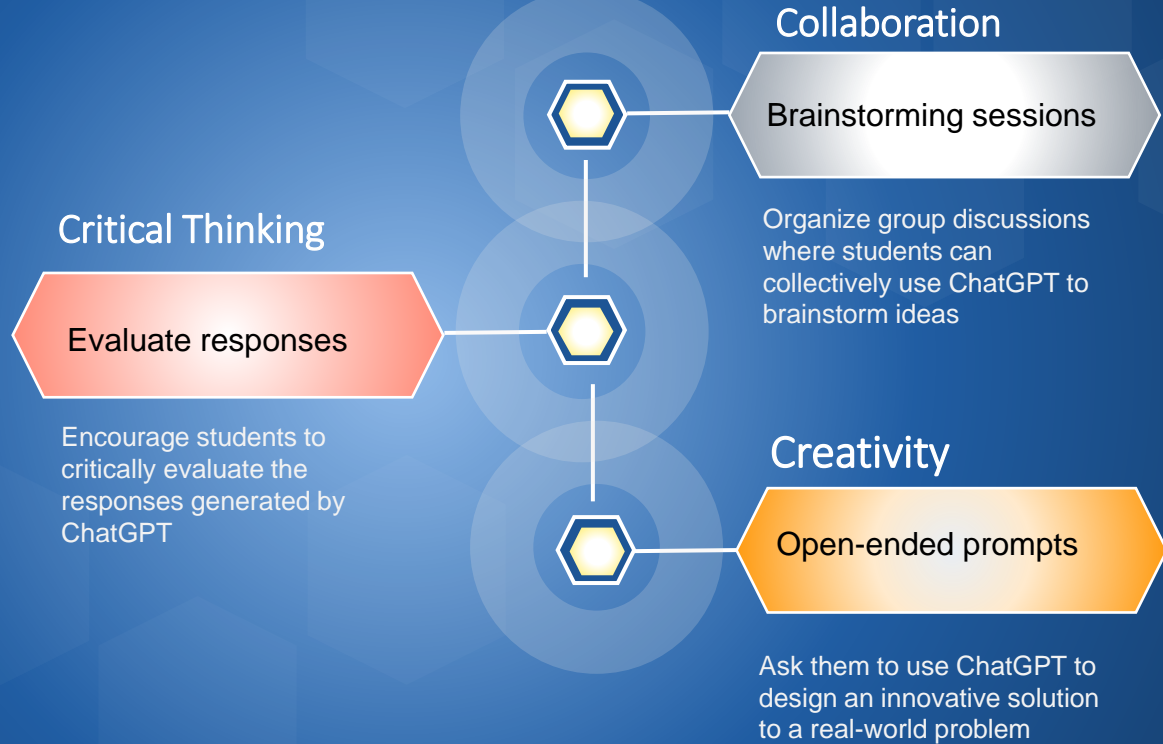 Collaboration
Brainstorming sessions
Organize group discussions
where students can
collectively use ChatGPT to
brainstorm ideas
Critical Thinking
Evaluate responses
Encourage students to
critically evaluate the
responses generated by
ChatGPT
Creativity
Open-ended prompts
Ask them to use ChatGPT to
design an innovative solution
to a real-world problem